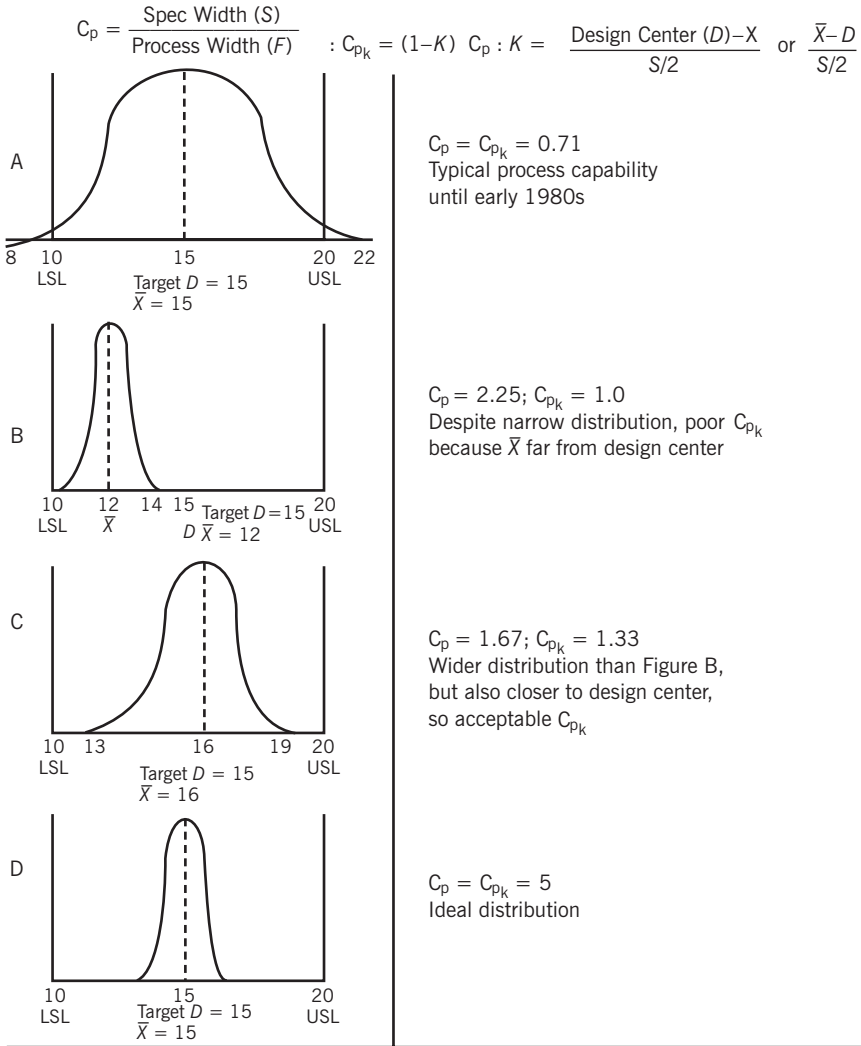 Cp = Spec Width (S) / Process Width (F) : Cpk = (1–K) Cp : K = Design Center (D)–X / S/2 or X̄–D / S/2
A
8 10 15 20 22
LSL USL
Target D = 15
X̄ = 15
Cp = Cpk = 0.71
Typical process capability
until early 1980s
B
10 12 14 15 20
LSL X̄ D USL
Target D=15
X̄ = 12
Cp = 2.25; Cpk = 1.0
Despite narrow distribution, poor Cpk
because X̄ far from design center
C
10 13 16 19 20
LSL USL
Target D = 15
X̄ = 16
Cp = 1.67; Cpk = 1.33
Wider distribution than Figure B,
but also closer to design center,
so acceptable Cpk
D
10 15 20
LSL USL
Target D = 15
X̄ = 15
Cp = Cpk = 5
Ideal distribution